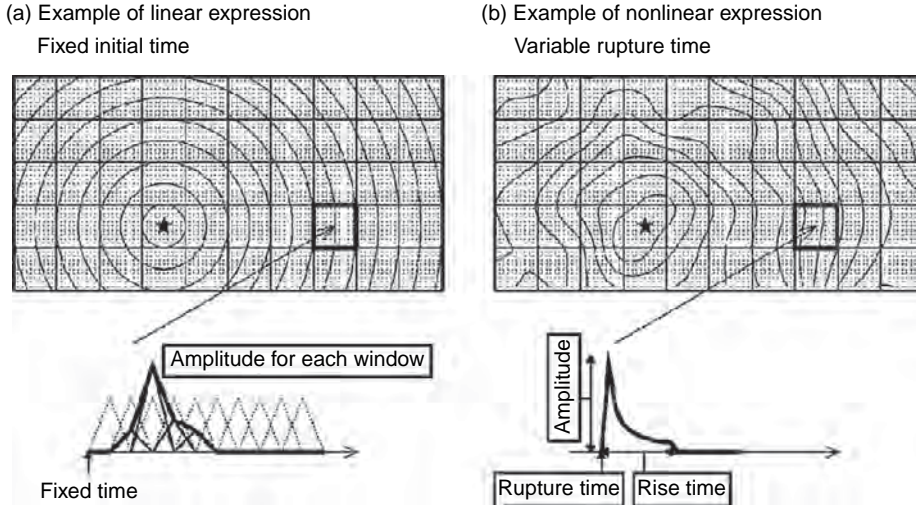 (a) Example of linear expression
Fixed initial time
(b) Example of nonlinear expression
Variable rupture time
Amplitude for each window
Fixed time
Amplitude
Rupture time
Rise time